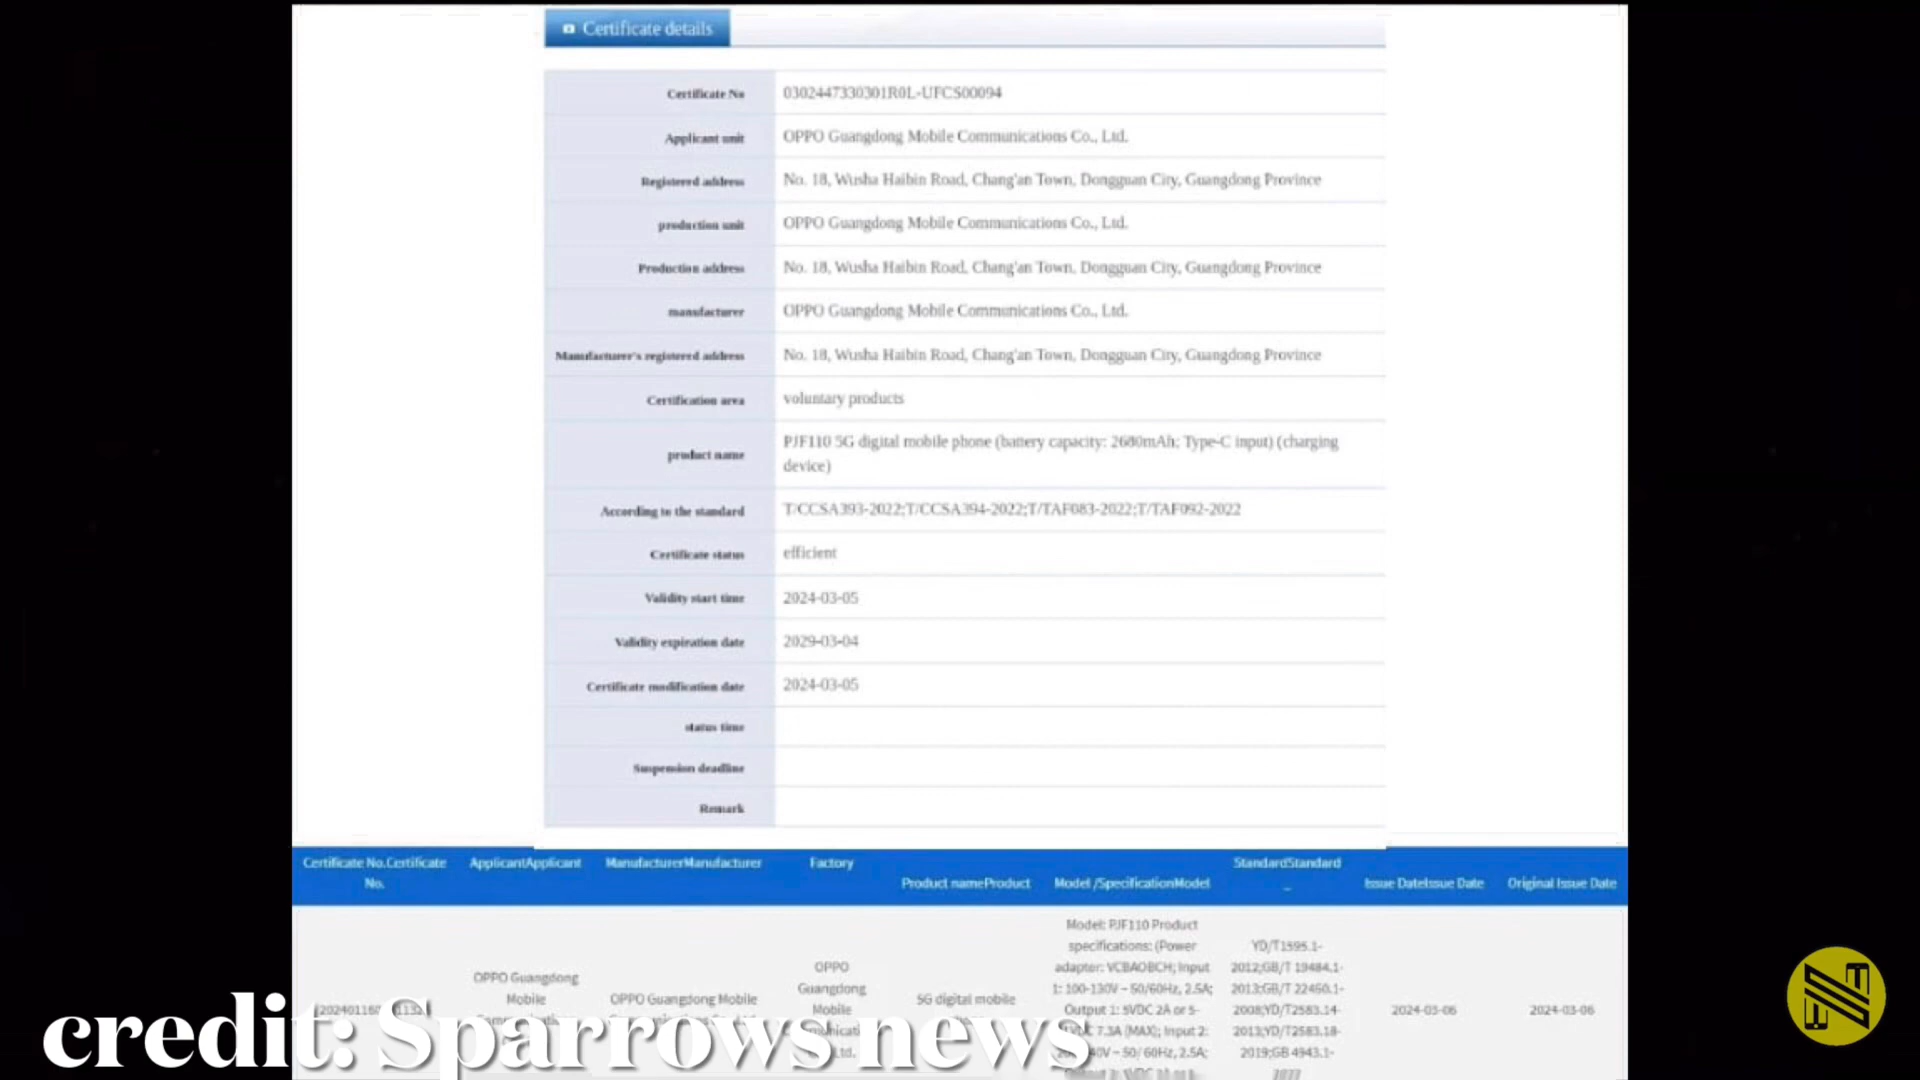 Certificate details
Certificate No 0302447330301R0L-UFCS00094
Applicant unit OPPO Guangdong Mobile Communications Co., Ltd.
Registered address No. 18, Wusha Haibin Road, Chang'an Town, Dongguan City, Guangdong Province
production unit OPPO Guangdong Mobile Communications Co., Ltd.
Production address No. 18, Wusha Haibin Road, Chang'an Town, Dongguan City, Guangdong Province
manufacturer OPPO Guangdong Mobile Communications Co., Ltd.
Manufacturer's registered address No. 18, Wusha Haibin Road, Chang'an Town, Dongguan City, Guangdong Province
Certification area voluntary products
product name PJF110 5G digital mobile phone (battery capacity: 2680mAh; Type-C input) (charging
device)
According to the standard T/CCSA393-2022;T/CCSA394-2022;T/TAF083-2022;T/TAF092-2022
Certificate status efficient
Validity start time 2024-03-05
Validity expiration date 2029-03-04
Certificate modification date 2024-03-05
status time
Suspension deadline
Remark
Certificate No.Certificate
No.
ApplicantApplicant
ManufacturerManufacturer
Factory
Product nameProduct
Model /SpecificationModel
StandardStandard
Issue DateIssue Date
Original Issue Date
OPPO Guangdong
Mobile
OPPO Guangdong Mobile
OPPO
Guangdong
Mobile
Ltd.
5G digital mobile
Model: PJF110 Product
specifications: (Power
adapter: VCBAOBCH; Input
1: 100-130V ~ 50/60Hz, 2.5A;
Output 1: 5VDC 2A or 5-
7.3A (MAX); Input 2:
50/ 60Hz, 2.5A;
YD/T1595.1-
2012;GB/T 19484.1-
2013;GB/T 22450.1-
2008;YD/T2583.14-
2013;YD/T2583.18-
2019;GB 4943.1-
2022
2024-03-06
2024-03-06
credit: Sparrows news